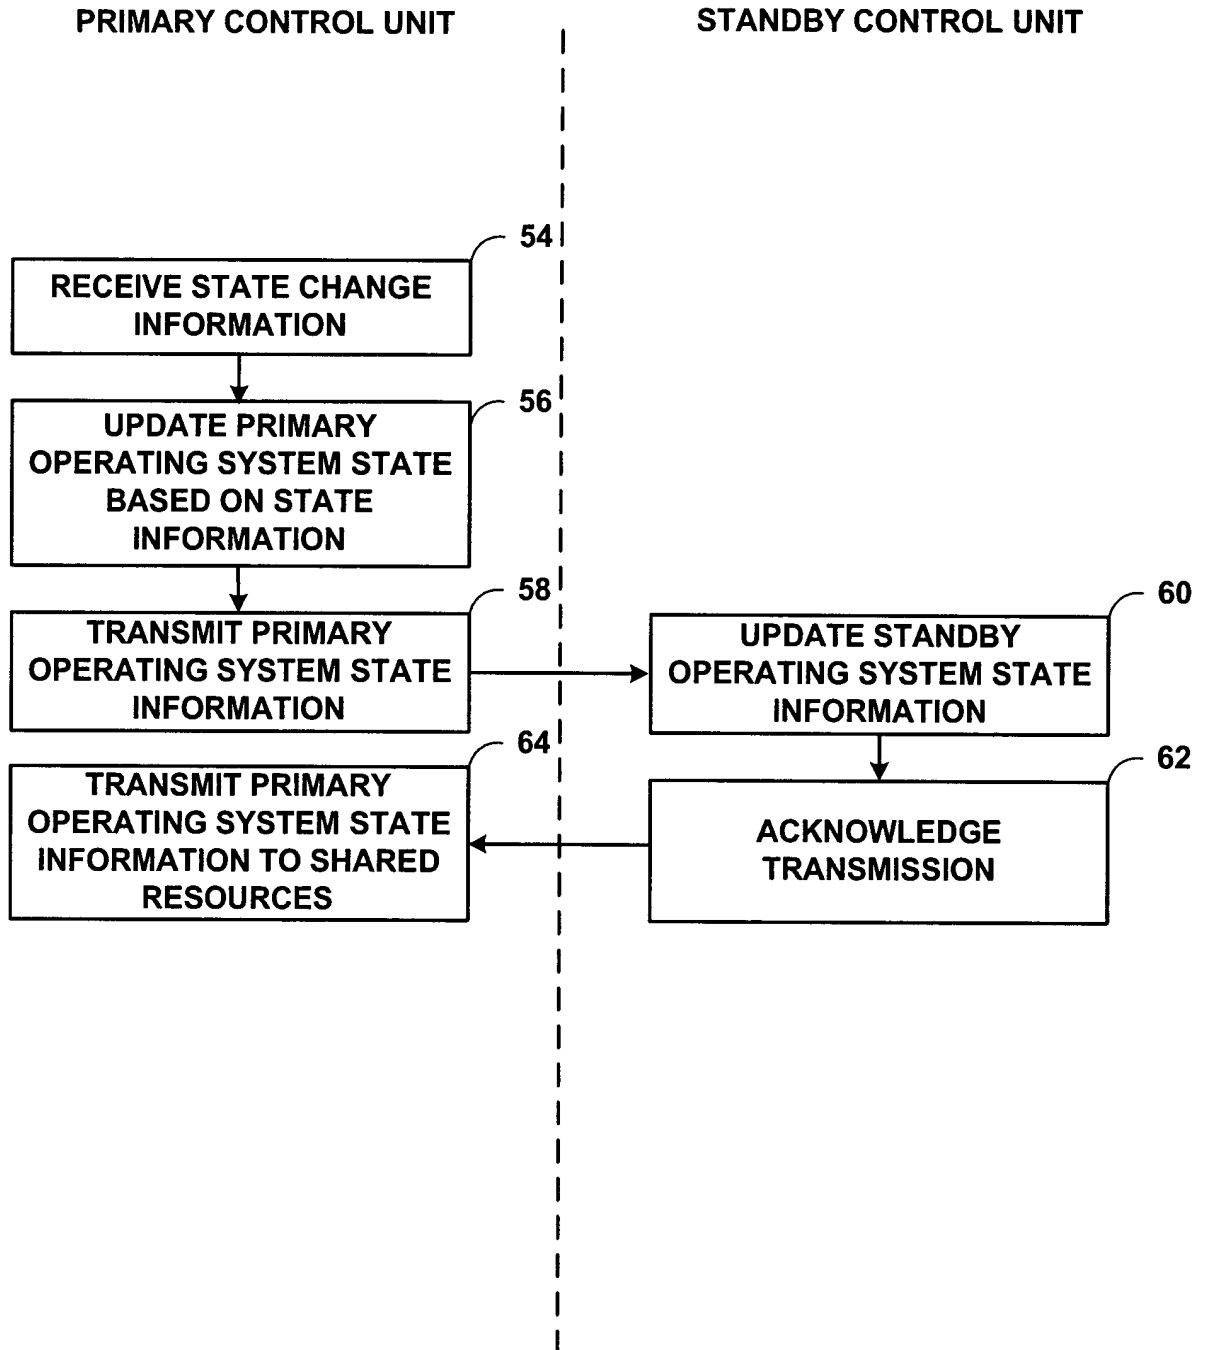 PRIMARY CONTROL UNIT
STANDBY CONTROL UNIT
54
RECEIVE STATE CHANGE
INFORMATION
56
UPDATE PRIMARY
OPERATING SYSTEM STATE
BASED ON STATE
INFORMATION
58
TRANSMIT PRIMARY
OPERATING SYSTEM STATE
INFORMATION
60
UPDATE STANDBY
OPERATING SYSTEM STATE
INFORMATION
62
ACKNOWLEDGE
TRANSMISSION
64
TRANSMIT PRIMARY
OPERATING SYSTEM STATE
INFORMATION TO SHARED
RESOURCES